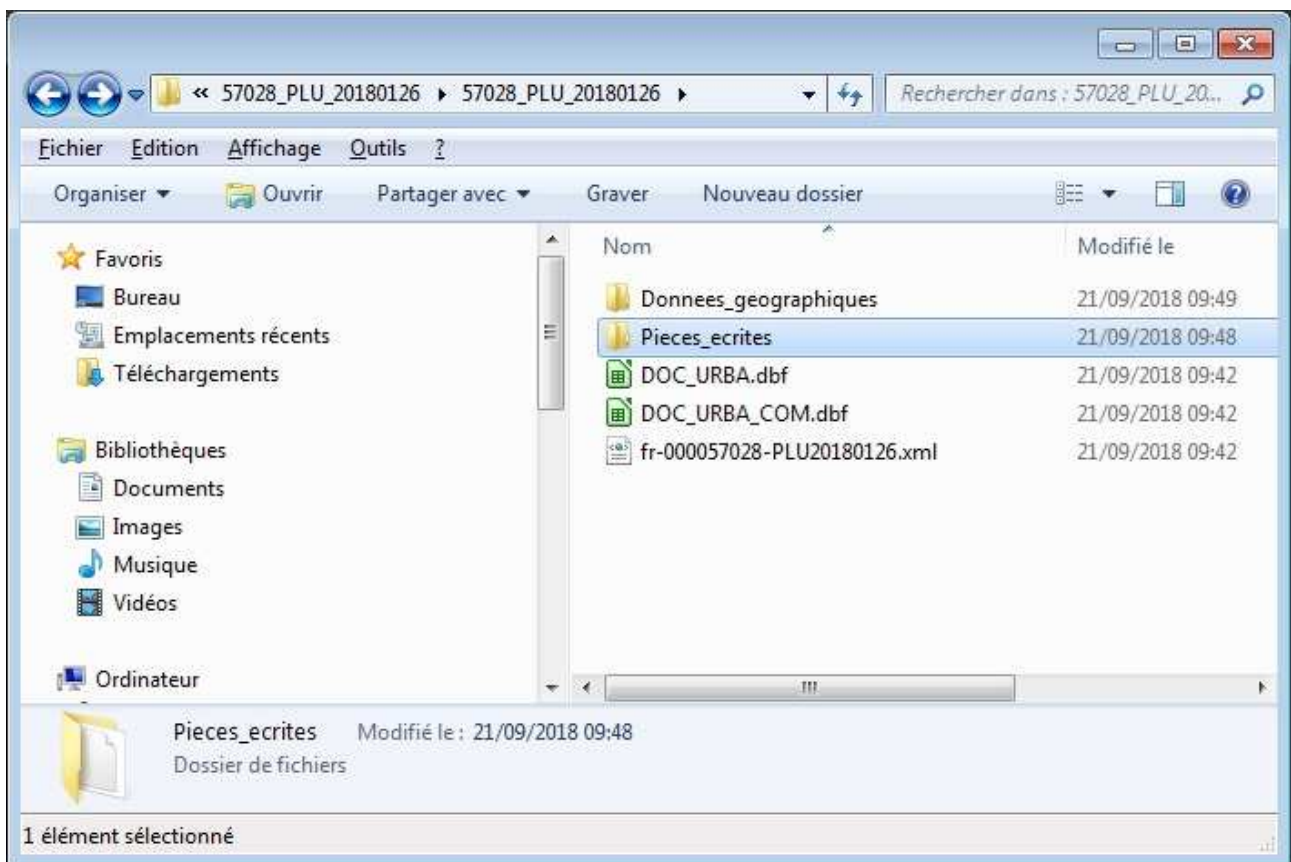 « 57028_PLU_20180126 ▸ 57028_PLU_20180126 ▸ Rechercher dans : 57028_PLU_20...
Fichier Edition Affichage Outils ?
Organiser Ouvrir Partager avec Graver Nouveau dossier
Nom Modifié le
Favoris
Bureau
Emplacements récents
Téléchargements
Bibliothèques
Documents
Images
Musique
Vidéos
Ordinateur
Donnees_geographiques 21/09/2018 09:49
Pieces_ecrites 21/09/2018 09:48
DOC_URBA.dbf 21/09/2018 09:42
DOC_URBA_COM.dbf 21/09/2018 09:42
fr-000057028-PLU20180126.xml 21/09/2018 09:42
Pieces_ecrites Modifié le : 21/09/2018 09:48
Dossier de fichiers
1 élément sélectionné